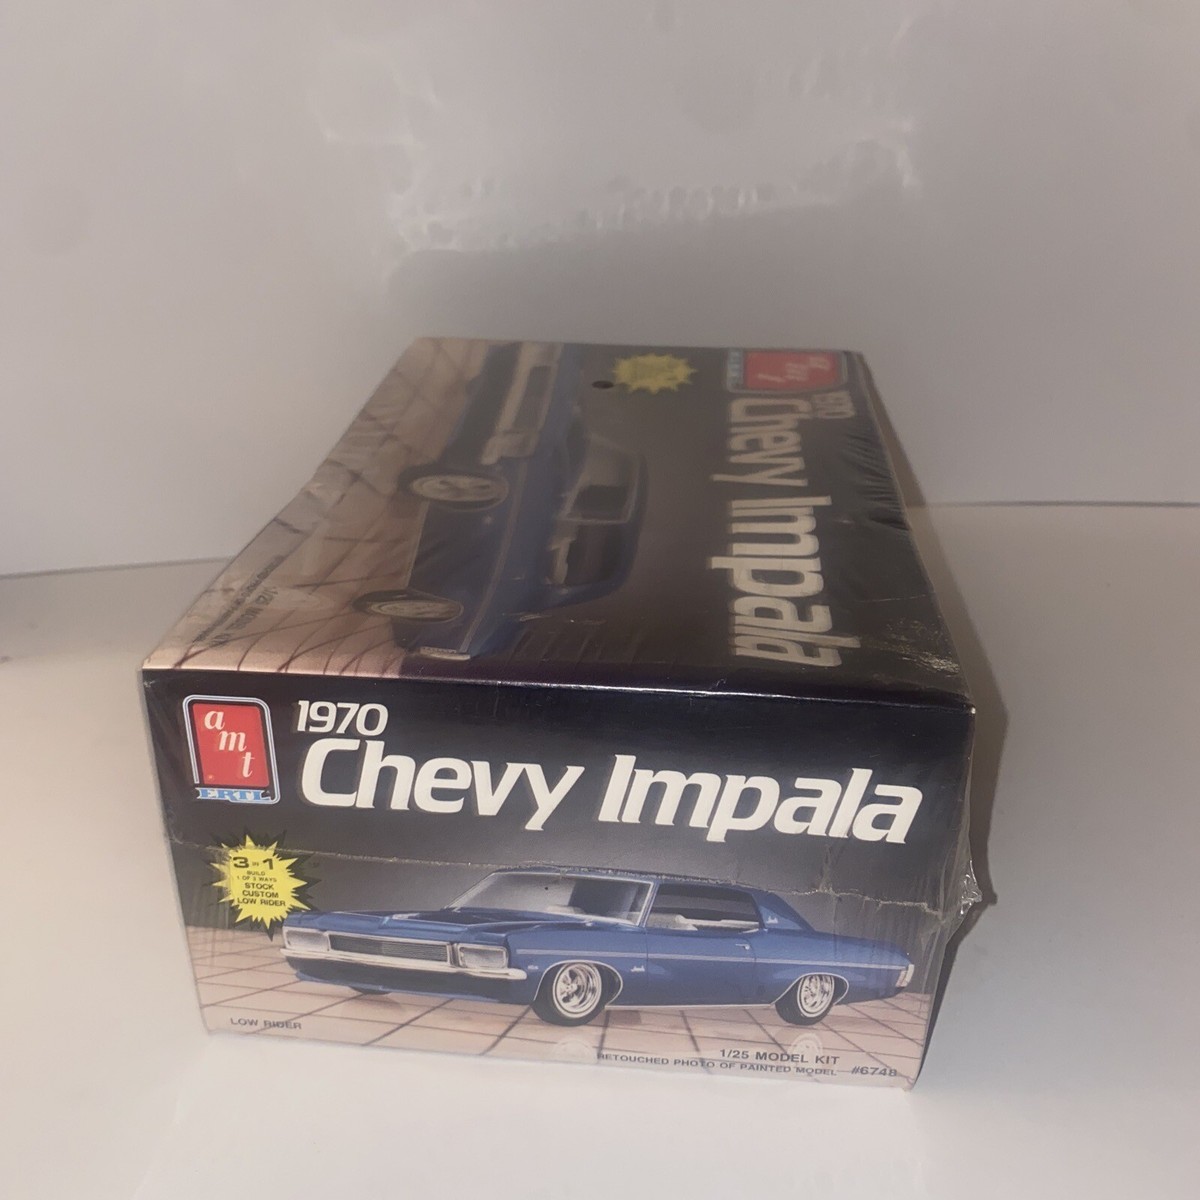 1970
Chevy Impala
amt
ERTL
1970
Chevy Impala
3 in 1
BUILD
1 OF 3 WAYS
STOCK
CUSTOM
LOW RIDER
LOW RIDER
1/25 MODEL KIT
RETOUCHED PHOTO OF PAINTED MODEL #6748